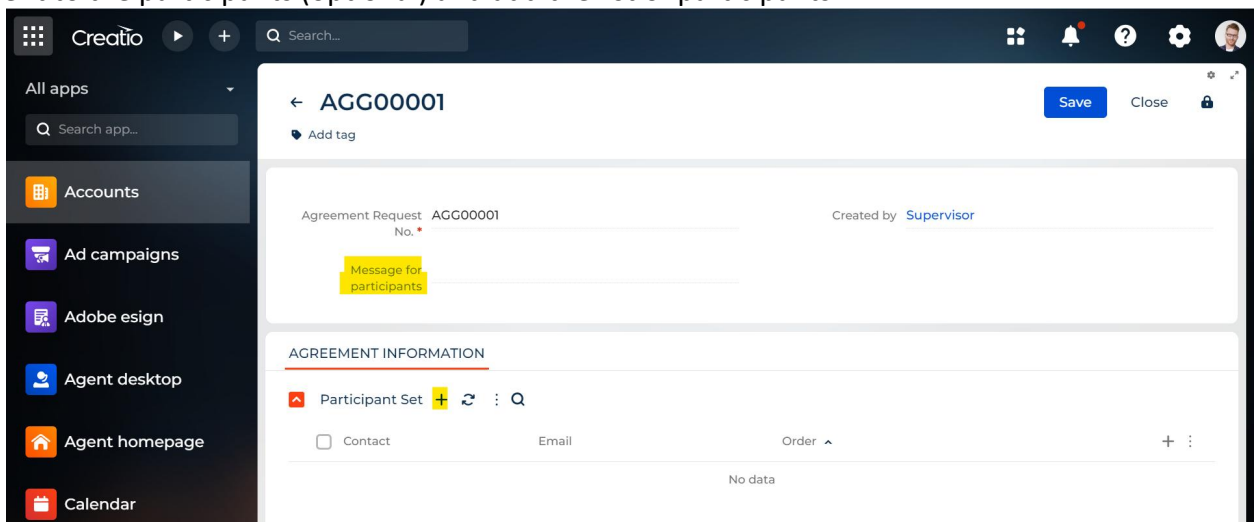 Creatio
Search...
All apps
Search app...
Accounts
Ad campaigns
Adobe esign
Agent desktop
Agent homepage
Calendar
← AGG00001
Save
Close
Add tag
Agreement Request No. *
AGG00001
Created by
Supervisor
Message for
participants
AGREEMENT INFORMATION
Participant Set
Contact
Email
Order
No data